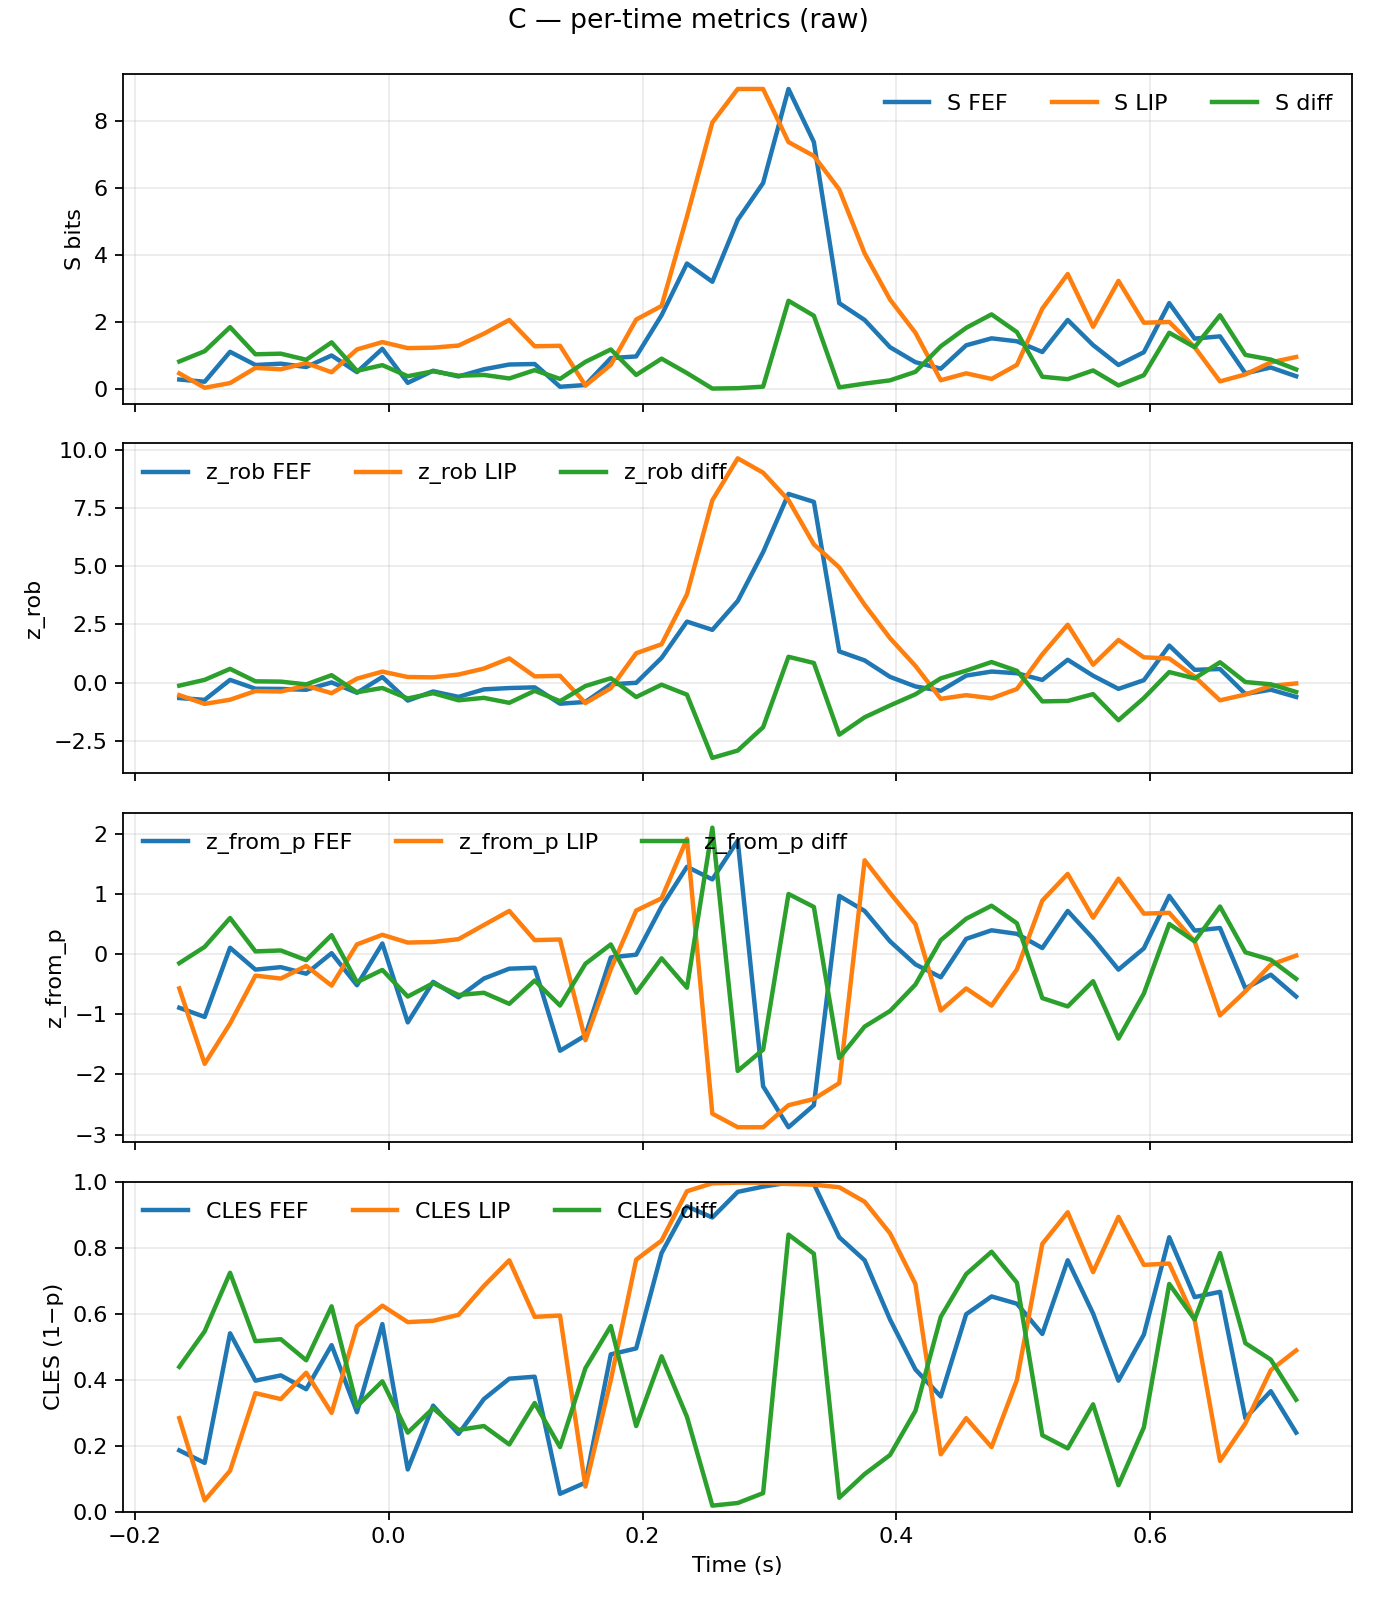 C — per-time metrics (raw)
S FEF S LIP S diff
8
6
4
2
0
S bits
z_rob FEF z_rob LIP z_rob diff
10.0
7.5
5.0
2.5
0.0
−2.5
z_rob
z_from_p FEF z_from_p LIP z_from_p diff
2
1
0
−1
−2
−3
z_from_p
CLES FEF CLES LIP CLES diff
1.0
0.8
0.6
0.4
0.2
0.0
CLES (1−p)
−0.2 0.0 0.2 0.4 0.6
Time (s)